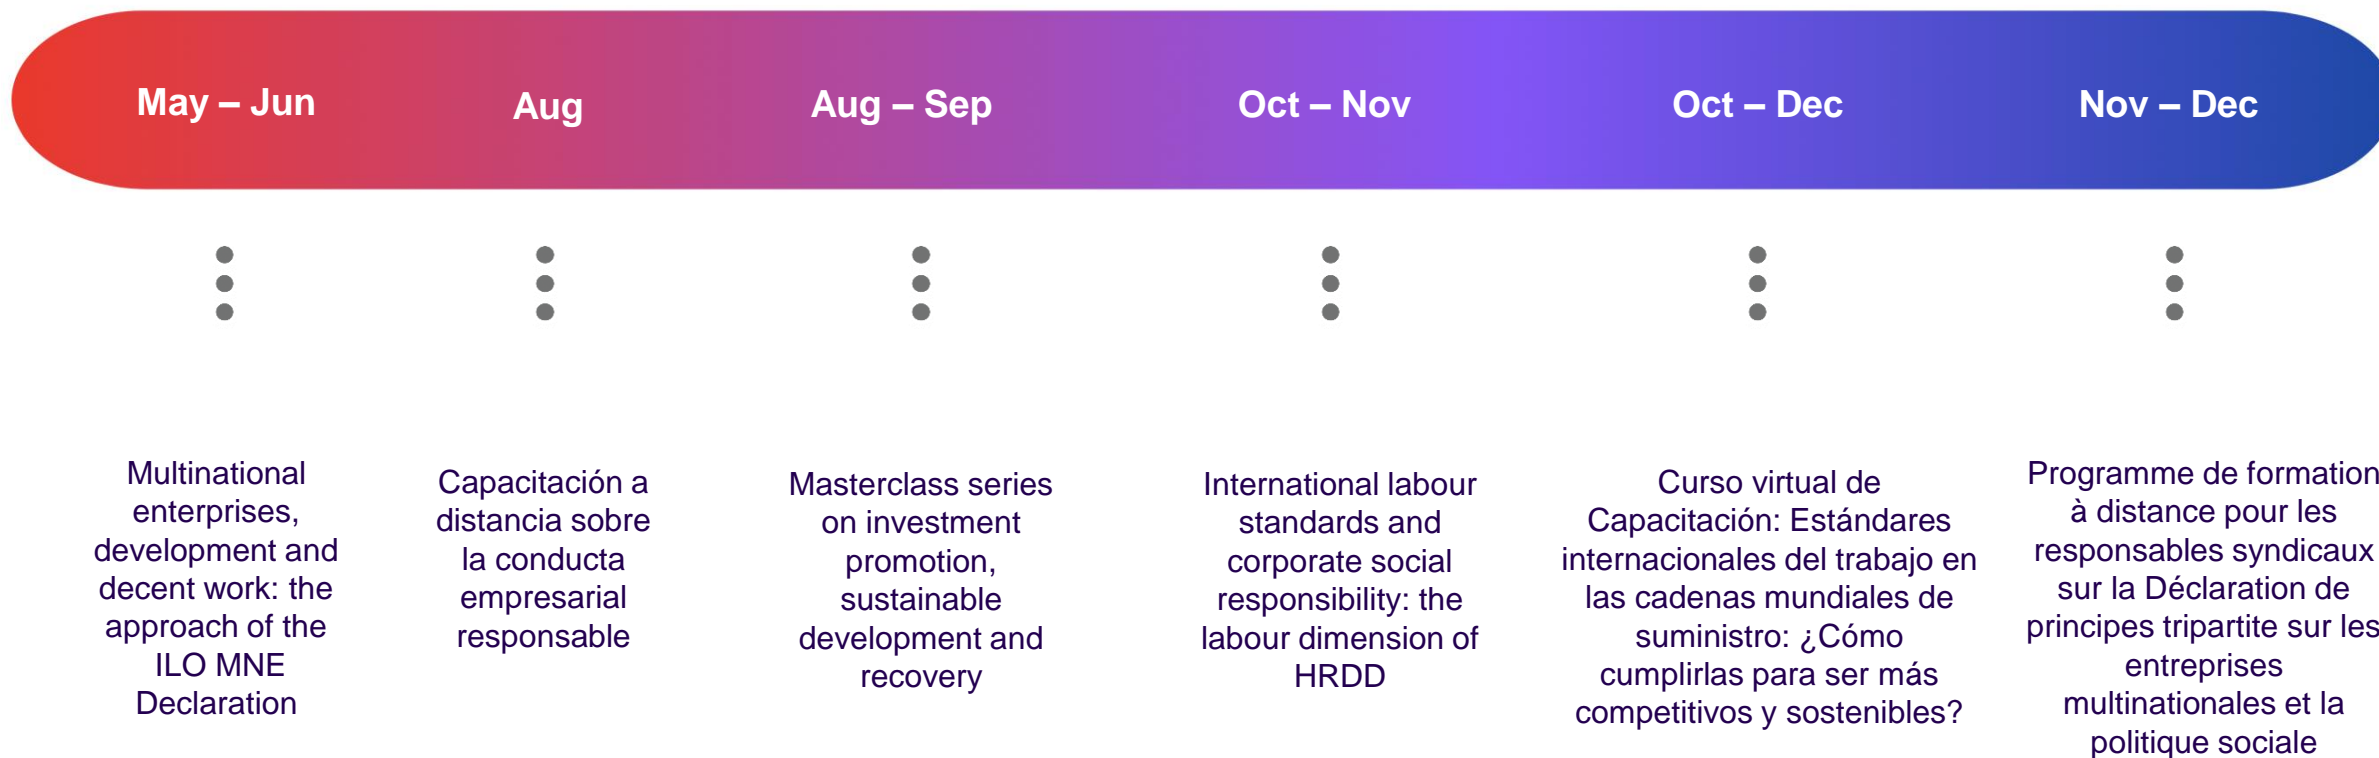 May – Jun
Aug
Aug – Sep
Oct – Nov
Oct – Dec
Nov – Dec
Multinational
enterprises,
development and
decent work: the
approach of the
ILO MNE
Declaration
Capacitación a
distancia sobre
la conducta
empresarial
responsable
Masterclass series
on investment
promotion,
sustainable
development and
recovery
International labour
standards and
corporate social
responsibility: the
labour dimension of
HRDD
Curso virtual de
Capacitación: Estándares
internacionales del trabajo en
las cadenas mundiales de
suministro: ¿Cómo
cumplirlas para ser más
competitivos y sostenibles?
Programme de formation
à distance pour les
responsables syndicaux
sur la Déclaration de
principes tripartite sur les
entreprises
multinationales et la
politique sociale